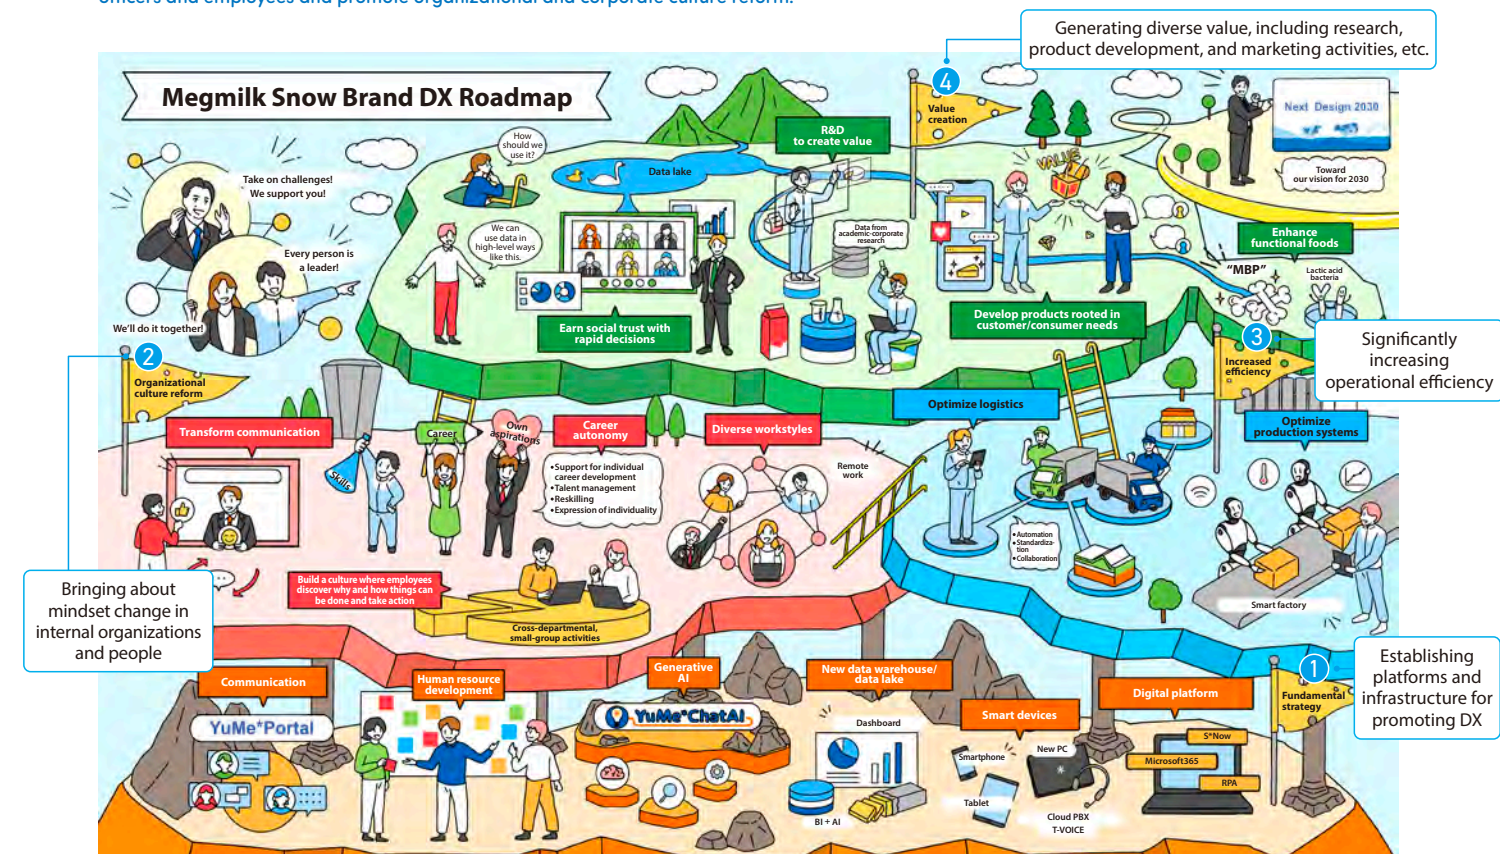 officers and employees and promote organizational and corporate culture reform.
Generating diverse value, including research,
product development, and marketing activities, etc.
Megmilk Snow Brand DX Roadmap
4
Value
creation
Next Design 2030
Toward
our vision for 2030
R&D
to create value
How
should we
use it?
Data lake
Take on challenges!
We support you!
Every person is
a leader!
We'll do it together!
We can
use data in
high-level ways
like this.
Data from
academic-corporate
research
VALUE
Enhance
functional foods
"MBP"
Lactic acid
bacteria
Earn social trust with
rapid decisions
Develop products rooted in
customer/consumer needs
3
Increased
efficiency
Significantly
increasing
operational efficiency
2
Organizational
culture reform
Transform communication
Skills
Career
Own
aspirations
Career
autonomy
•Support for individual
career development
•Talent management
•Reskilling
•Expression of individuality
Diverse workstyles
Remote
work
Optimize logistics
•Automation
•Standardiza-
tion
•Collaboration
Optimize
production systems
Smart factory
Bringing about
mindset change in
internal organizations
and people
Build a culture where employees
discover why and how things can
be done and take action
Cross-departmental,
small-group activities
1
Fundamental
strategy
Establishing
platforms and
infrastructure for
promoting DX
Communication
YuMe*Portal
Human resource
development
Generative
AI
YuMe*ChatAI
New data warehouse/
data lake
Dashboard
BI + AI
Smart devices
Smartphone
New PC
Tablet
Cloud PBX
T-VOICE
Digital platform
S*Now
Microsoft365
RPA